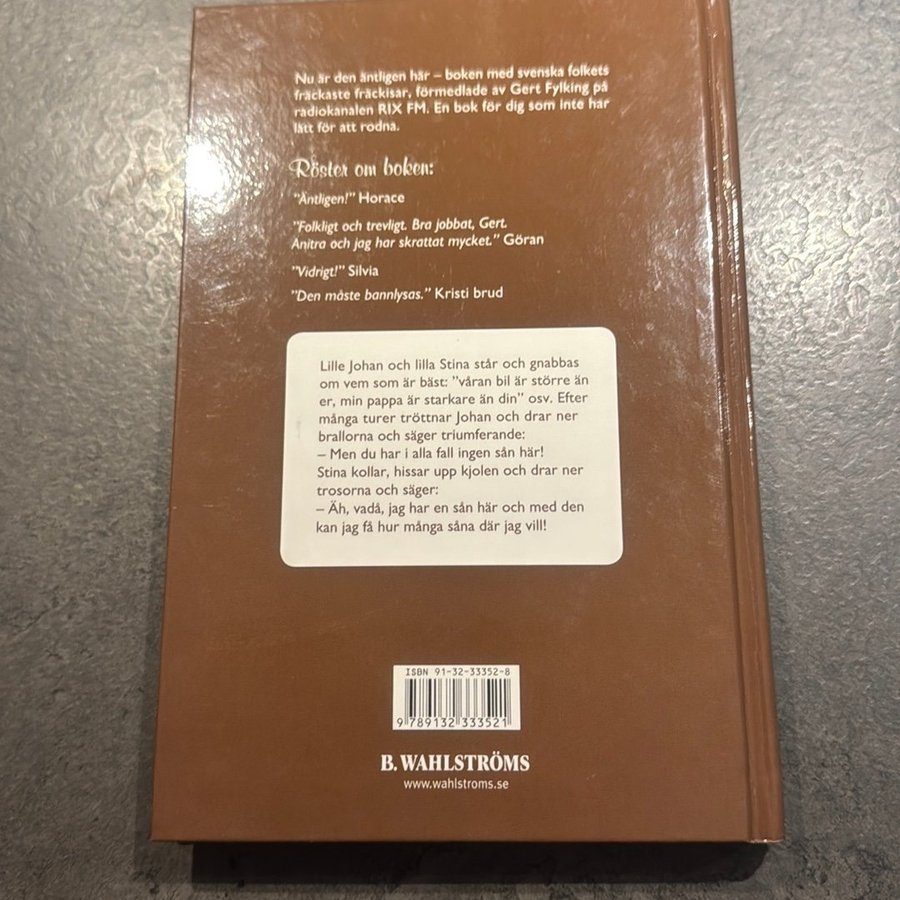 Nu är den äntligen här – boken med svenska folkets
fräckaste fräckisar, förmedlade av Gert Fylking på
radiokanalen RIX FM. En bok för dig som inte har
lätt för att rodna.
Röster om boken:
"Äntligen!" Horace
"Folkligt och trevligt. Bra jobbat, Gert.
Anitra och jag har skrattat mycket." Göran
"Vidrigt!" Silvia
"Den måste bannlysas." Kristi brud
Lille Johan och lilla Stina står och gnabbas
om vem som är bäst: "våran bil är större än
er, min pappa är starkare än din" osv. Efter
många turer tröttnar Johan och drar ner
brallorna och säger triumferande:
– Men du har i alla fall ingen sån här!
Stina kollar, hissar upp kjolen och drar ner
trosorna och säger:
– Äh, vadå, jag har en sån här och med den
kan jag få hur många såna där jag vill!
ISBN 91-32-33352-8
9 789132 333521
B. WAHLSTRÖMS
www.wahlstroms.se